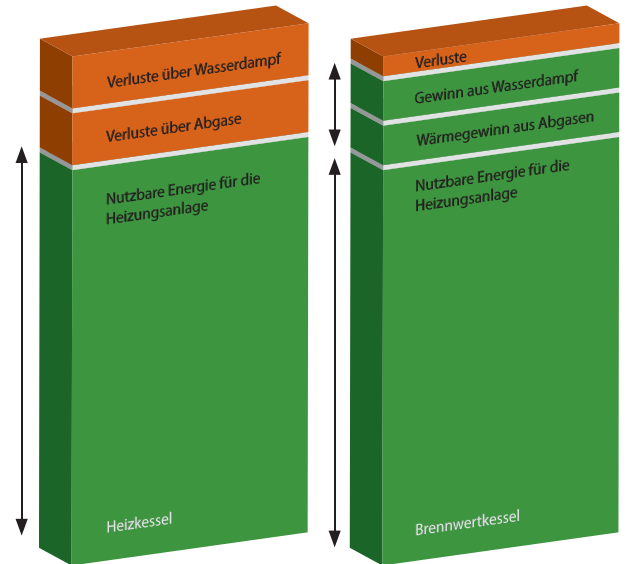 Verluste über Wasserdampf
Verluste über Abgase
Nutzbare Energie für die
Heizungsanlage
Heizkessel
Verluste
Gewinn aus Wasserdampf
Wärmegewinn aus Abgasen
Nutzbare Energie für die
Heizungsanlage
Brennwertkessel